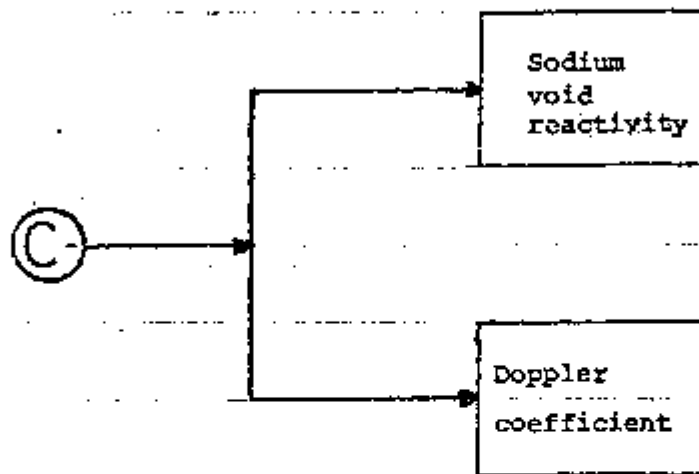 Sodium
void
reactivity
C
Doppler
coefficient